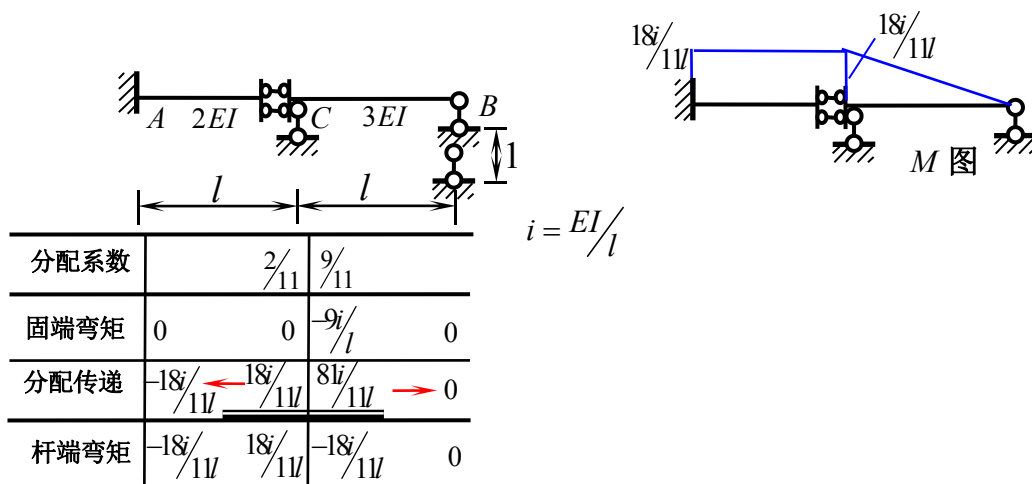 A 2EI C 3EI B
1
l l
i = EI/l
分配系数 2/11 9/11
固端弯矩 0 0 -9i/l 0
分配传递 -18i/11l 18i/11l 81i/11l 0
杆端弯矩 -18i/11l 18i/11l -18i/11l 0
18i/11l 18i/11l
M 图